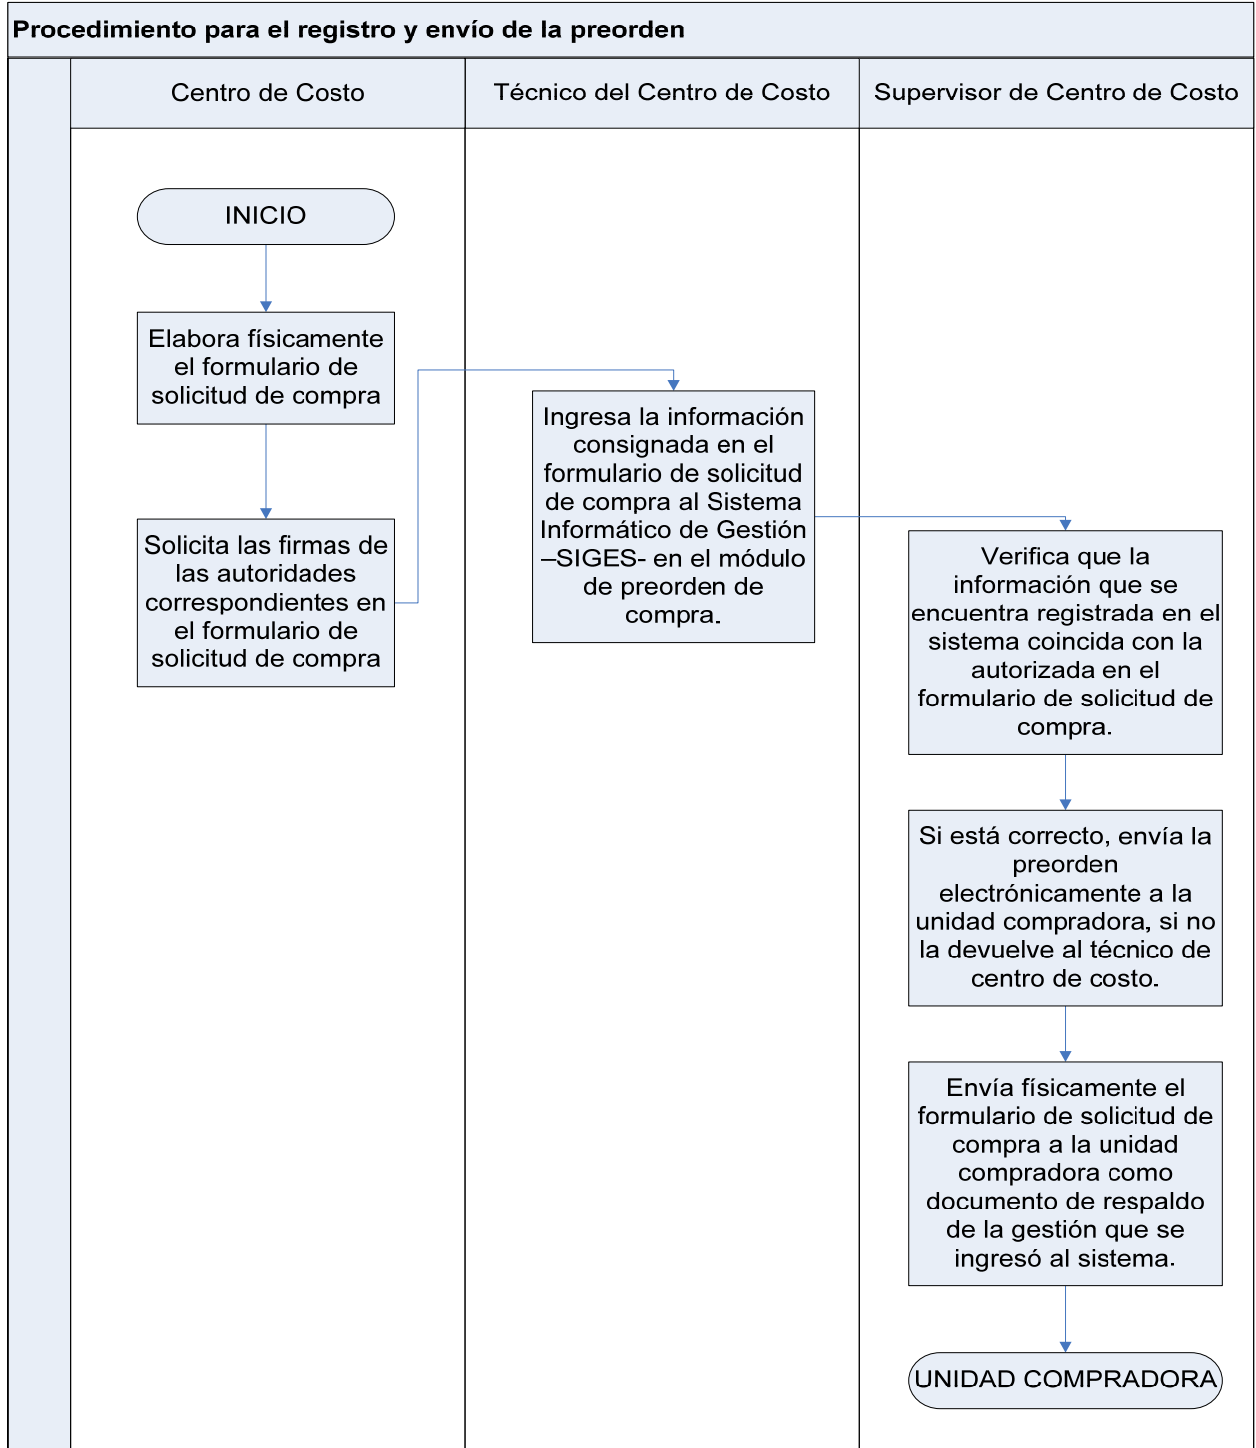 Procedimiento para el registro y envío de la preorden
Centro de Costo
Técnico del Centro de Costo
Supervisor de Centro de Costo
INICIO
Elabora físicamente
el formulario de
solicitud de compra
Solicita las firmas de
las autoridades
correspondientes en
el formulario de
solicitud de compra
Ingresa la información
consignada en el
formulario de solicitud
de compra al Sistema
Informático de Gestión
–SIGES- en el módulo
de preorden de
compra.
Verifica que la
información que se
encuentra registrada en el
sistema coincida con la
autorizada en el
formulario de solicitud de
compra.
Si está correcto, envía la
preorden
electrónicamente a la
unidad compradora, si no
la devuelve al técnico de
centro de costo.
Envía físicamente el
formulario de solicitud de
compra a la unidad
compradora como
documento de respaldo
de la gestión que se
ingresó al sistema.
UNIDAD COMPRADORA